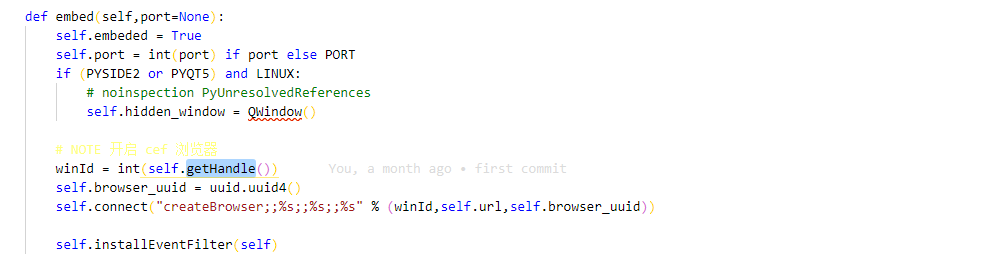 def embed(self,port=None):
    self.embeded = True
    self.port = int(port) if port else PORT
    if (PYSIDE2 or PYQT5) and LINUX:
        # noinspection PyUnresolvedReferences
        self.hidden_window = QWindow()
    # NOTE 开启 cef 浏览器
    winId = int(self.getHandle())    You, a month ago • first commit
    self.browser_uuid = uuid.uuid4()
    self.connect("createBrowser;;%s;;%s;;%s" % (winId,self.url,self.browser_uuid))
    self.installEventFilter(self)